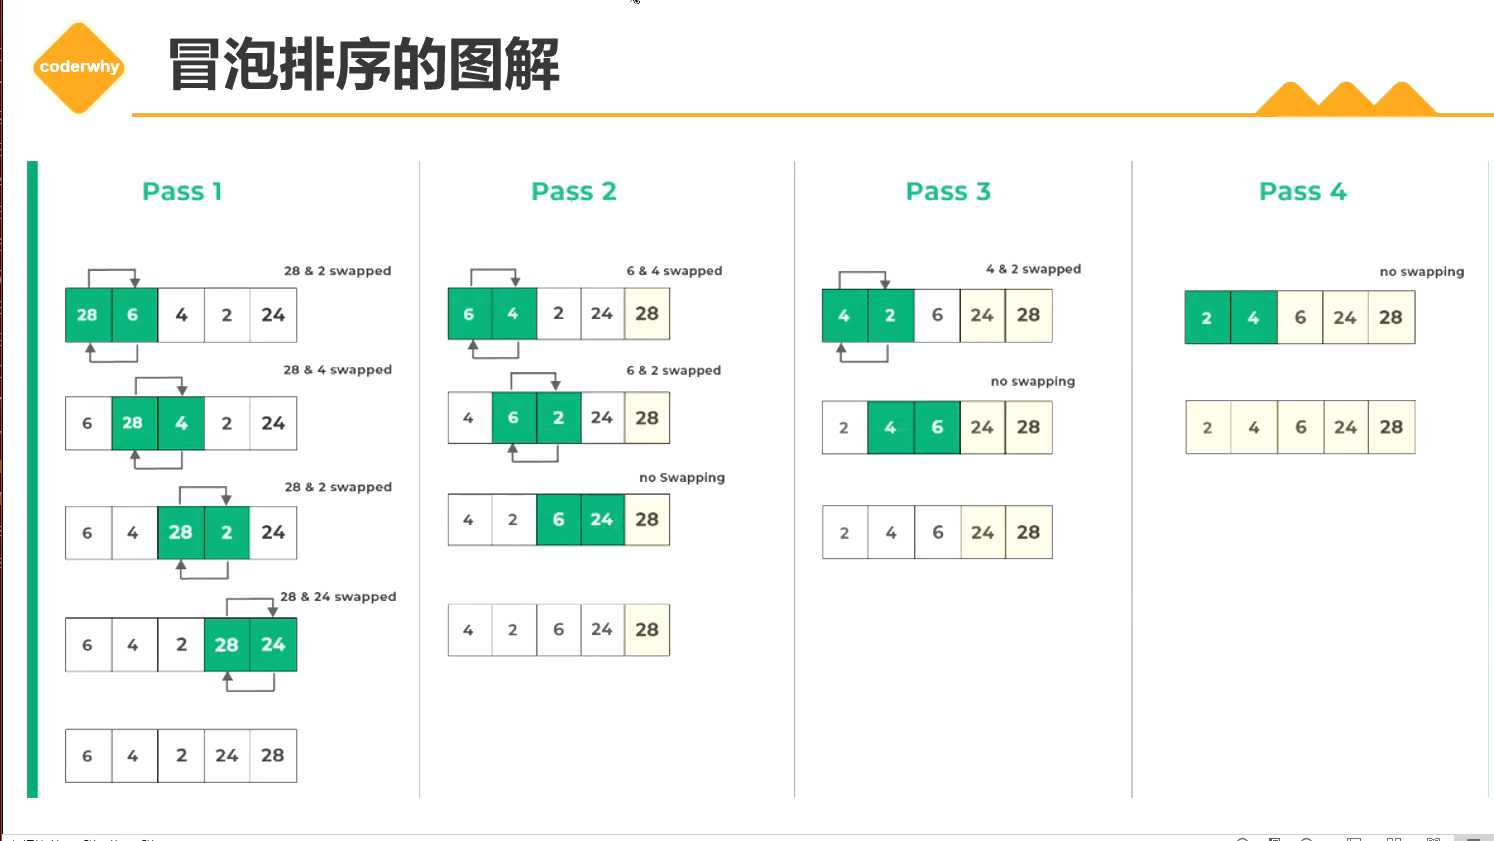 coderwhy
冒泡排序的图解
Pass 1
28 & 2 swapped
28 6 4 2 24
28 & 4 swapped
6 28 4 2 24
28 & 2 swapped
6 4 28 2 24
28 & 24 swapped
6 4 2 28 24
6 4 2 24 28
Pass 2
6 & 4 swapped
6 4 2 24 28
6 & 2 swapped
4 6 2 24 28
no Swapping
4 2 6 24 28
4 2 6 24 28
Pass 3
4 & 2 swapped
4 2 6 24 28
no swapping
2 4 6 24 28
2 4 6 24 28
Pass 4
no swapping
2 4 6 24 28
2 4 6 24 28